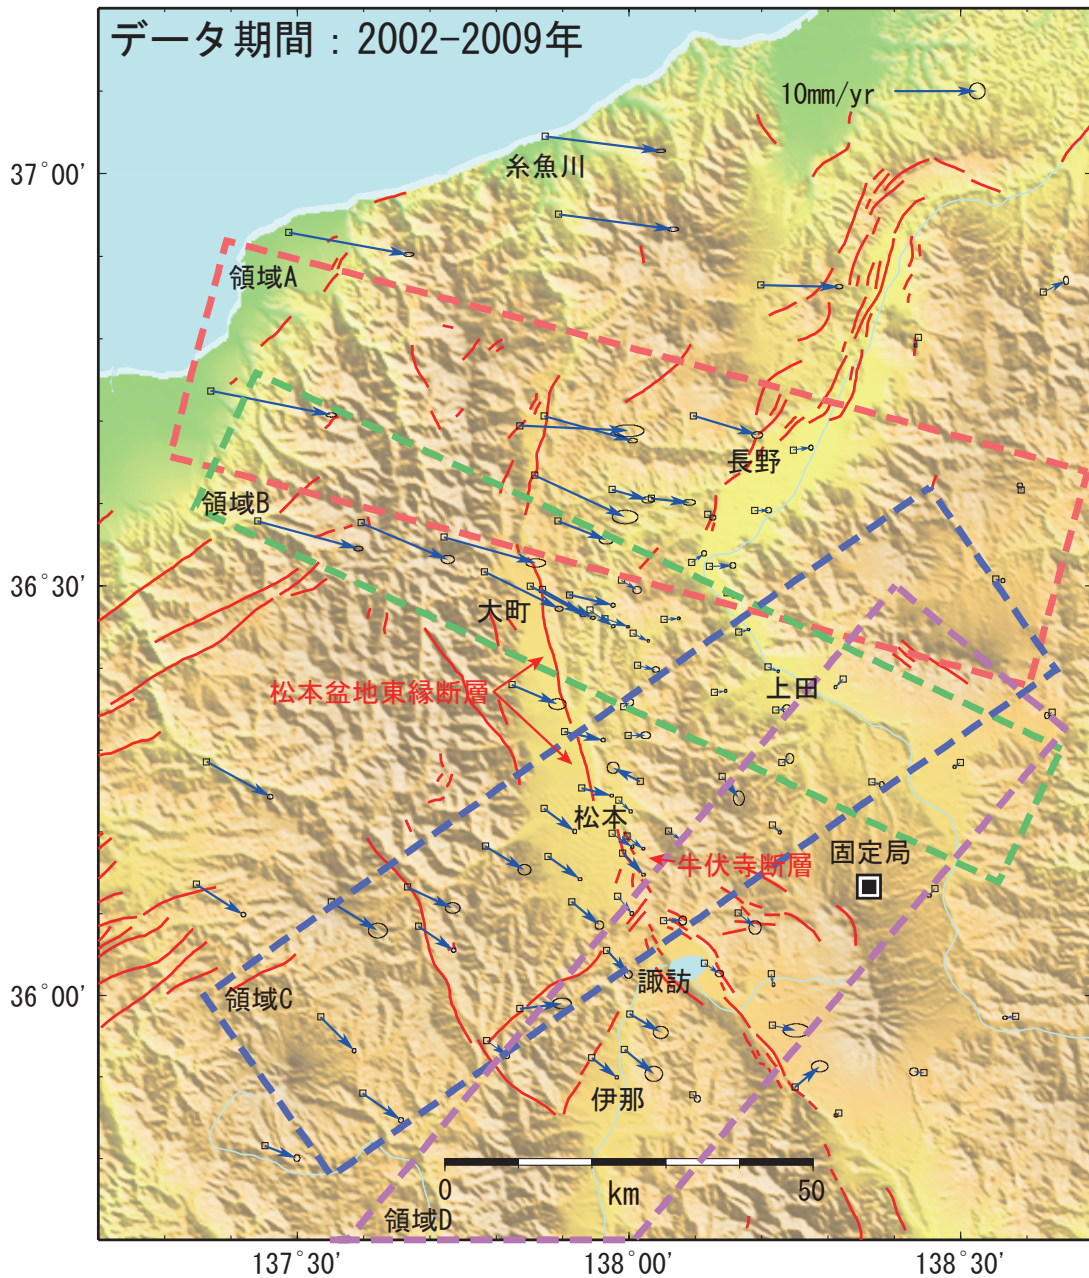 データ期間：2002-2009年
10mm/yr
37°00'
糸魚川
領域A
長野
領域B
36°30'
大町
松本盆地東縁断層
上田
松本
牛伏寺断層
固定局
36°00'
領域C
諏訪
伊那
0
km
50
領域D
137°30'
138°00'
138°30'